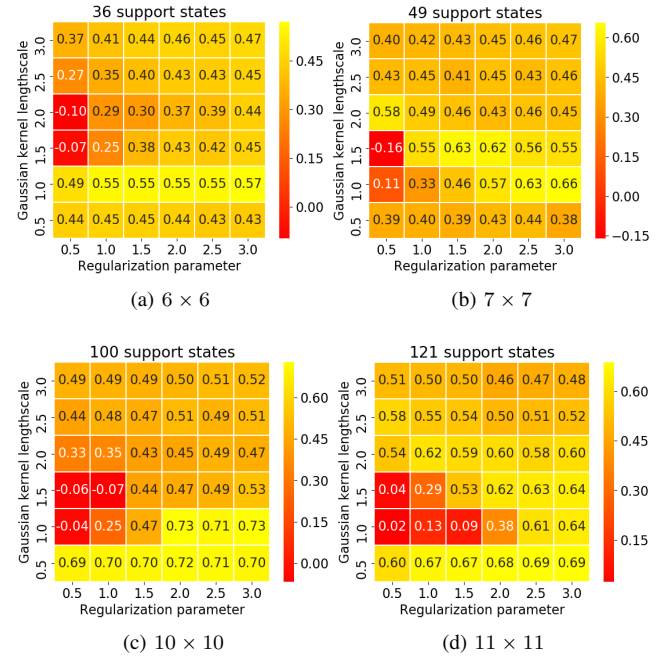 36 support states
Gaussian kernel lengthscale
3.0 0.37 0.41 0.44 0.46 0.45 0.47
2.5 0.27 0.35 0.40 0.43 0.43 0.45
2.0 -0.10 0.29 0.30 0.37 0.39 0.44
1.5 -0.07 0.25 0.38 0.43 0.42 0.45
1.0 0.49 0.55 0.55 0.55 0.55 0.57
0.5 0.44 0.45 0.45 0.44 0.43 0.43
0.5 1.0 1.5 2.0 2.5 3.0
Regularization parameter
0.45
0.30
0.15
0.00
(a) 6 × 6
49 support states
Gaussian kernel lengthscale
3.0 0.40 0.42 0.43 0.45 0.46 0.47
2.5 0.43 0.45 0.41 0.45 0.43 0.46
2.0 0.58 0.49 0.46 0.43 0.46 0.45
1.5 -0.16 0.55 0.63 0.62 0.56 0.55
1.0 0.11 0.33 0.46 0.57 0.63 0.66
0.5 0.39 0.40 0.39 0.43 0.44 0.38
0.5 1.0 1.5 2.0 2.5 3.0
Regularization parameter
0.60
0.45
0.30
0.15
0.00
−0.15
(b) 7 × 7
100 support states
Gaussian kernel lengthscale
3.0 0.49 0.49 0.49 0.50 0.51 0.52
2.5 0.44 0.48 0.47 0.51 0.49 0.51
2.0 0.33 0.35 0.43 0.45 0.49 0.47
1.5 -0.06 -0.07 0.44 0.47 0.49 0.53
1.0 -0.04 0.25 0.47 0.73 0.71 0.73
0.5 0.69 0.70 0.70 0.72 0.71 0.70
0.5 1.0 1.5 2.0 2.5 3.0
Regularization parameter
0.60
0.45
0.30
0.15
0.00
(c) 10 × 10
121 support states
Gaussian kernel lengthscale
3.0 0.51 0.50 0.50 0.46 0.47 0.48
2.5 0.58 0.55 0.54 0.50 0.51 0.52
2.0 0.54 0.62 0.59 0.60 0.58 0.60
1.5 0.04 0.29 0.53 0.62 0.63 0.64
1.0 0.02 0.13 0.09 0.38 0.61 0.64
0.5 0.60 0.67 0.67 0.68 0.69 0.69
0.5 1.0 1.5 2.0 2.5 3.0
Regularization parameter
0.60
0.45
0.30
0.15
(d) 11 × 11